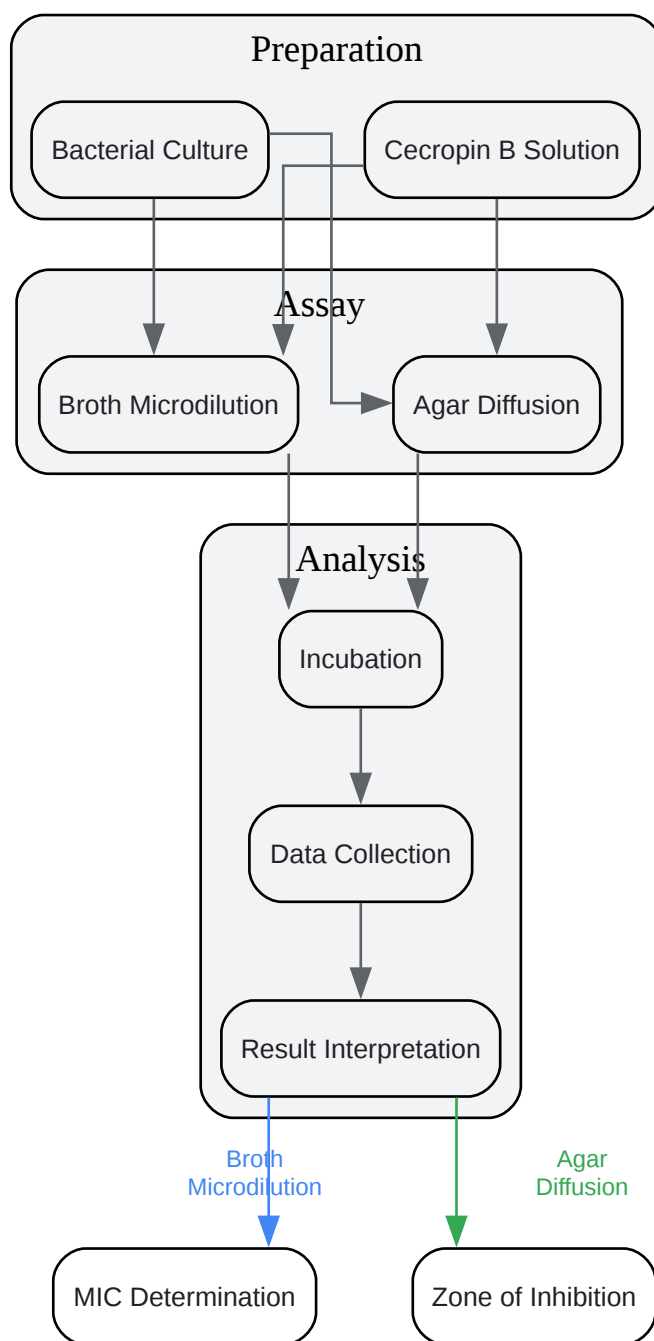 Preparation
Bacterial Culture
Cecropin B Solution
Assay
Broth Microdilution
Agar Diffusion
Analysis
Incubation
Data Collection
Result Interpretation
Broth
Microdilution
Agar
Diffusion
MIC Determination
Zone of Inhibition